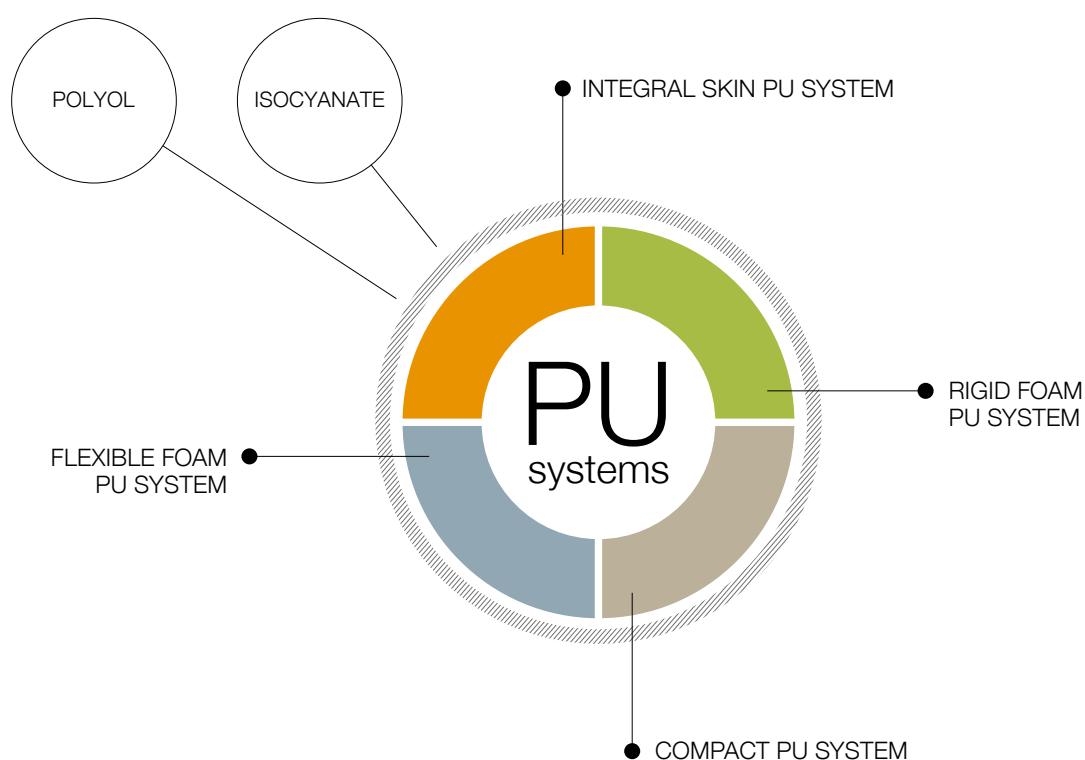 POLYOL
ISOCYANATE
INTEGRAL SKIN PU SYSTEM
RIGID FOAM
PU SYSTEM
PU
systems
FLEXIBLE FOAM
PU SYSTEM
COMPACT PU SYSTEM